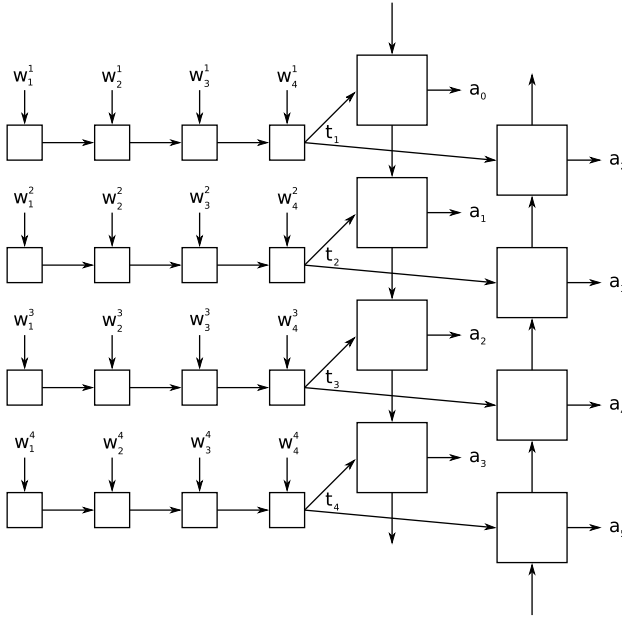 w₁¹ w₂¹ w₃¹ w₄¹
a₀
t₁
w₁² w₂² w₃² w₄²
a₁
t₂
w₁³ w₂³ w₃³ w₄³
a₂
t₃
w₁⁴ w₂⁴ w₃⁴ w₄⁴
a₃
t₄